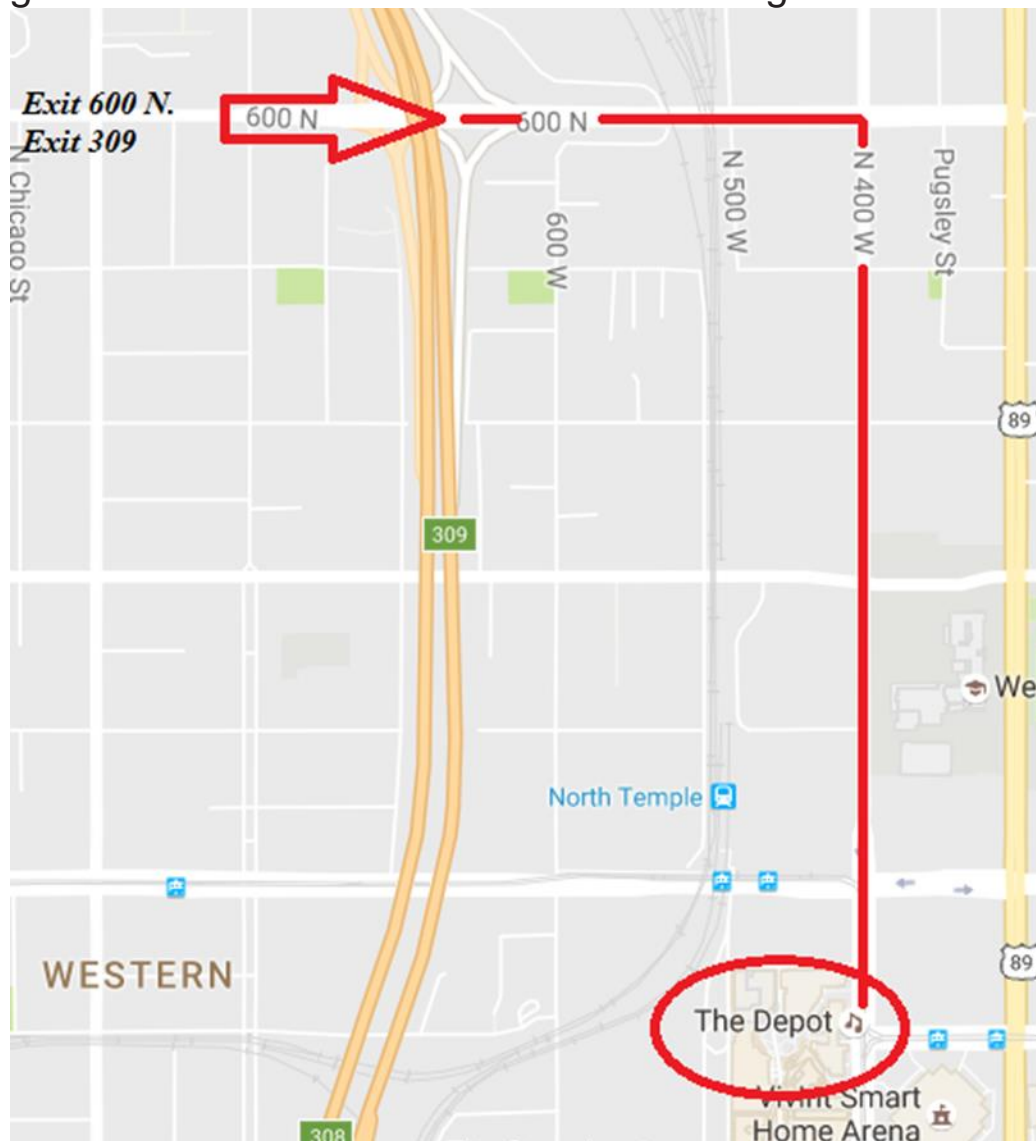 Exit 600 N.
Exit 309
600 N
600 N
N Chicago St
600 W
N 500 W
N 400 W
Pugsley St
89
309
We
North Temple
WESTERN
89
The Depot
Vivint Smart
Home Arena
308